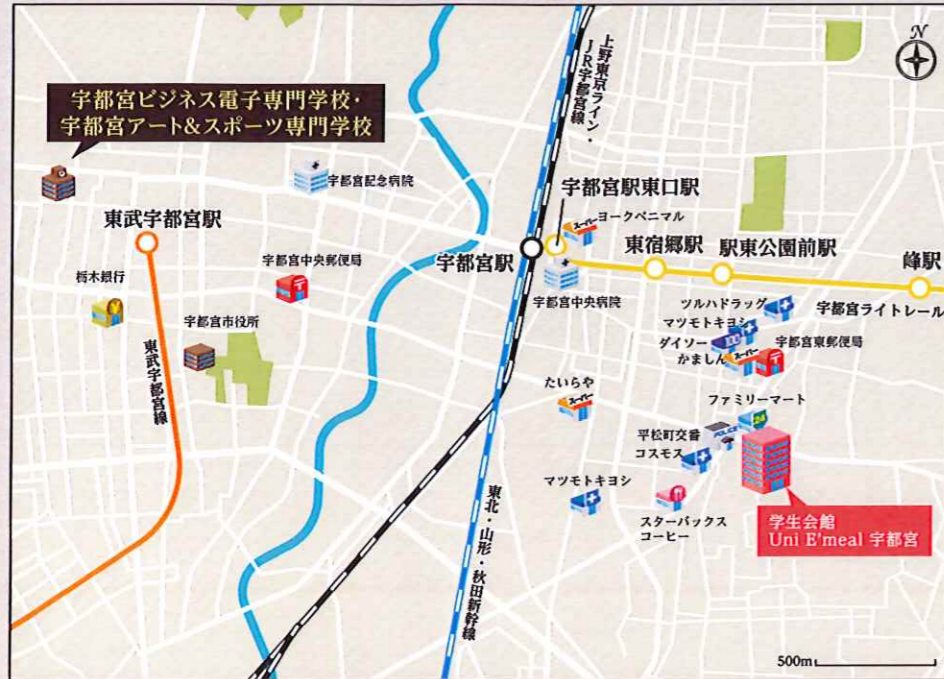 宇都宮ビジネス電子専門学校・
宇都宮アート&スポーツ専門学校
上野東京ライン・
JR宇都宮線
N
宇都宮記念病院
宇都宮駅東口駅
スーパー
ヨークベニマル
東武宇都宮駅
宇都宮駅
東宿郷駅
駅東公園前駅
峰駅
栃木銀行
宇都宮中央郵便局
宇都宮中央病院
ツルハドラッグ
宇都宮ライトレール
マツモトキヨシ
宇都宮市役所
ダイソー
100
宇都宮東郵便局
かましん
スーパー
東武宇都宮線
たいらや
スーパー
ファミリーマート
24
平松町交番
POLICE
コスモス
マツモトキヨシ
スターバックス
コーヒー
学生会館
Uni E'meal 宇都宮
東北・山形・秋田新幹線
500m